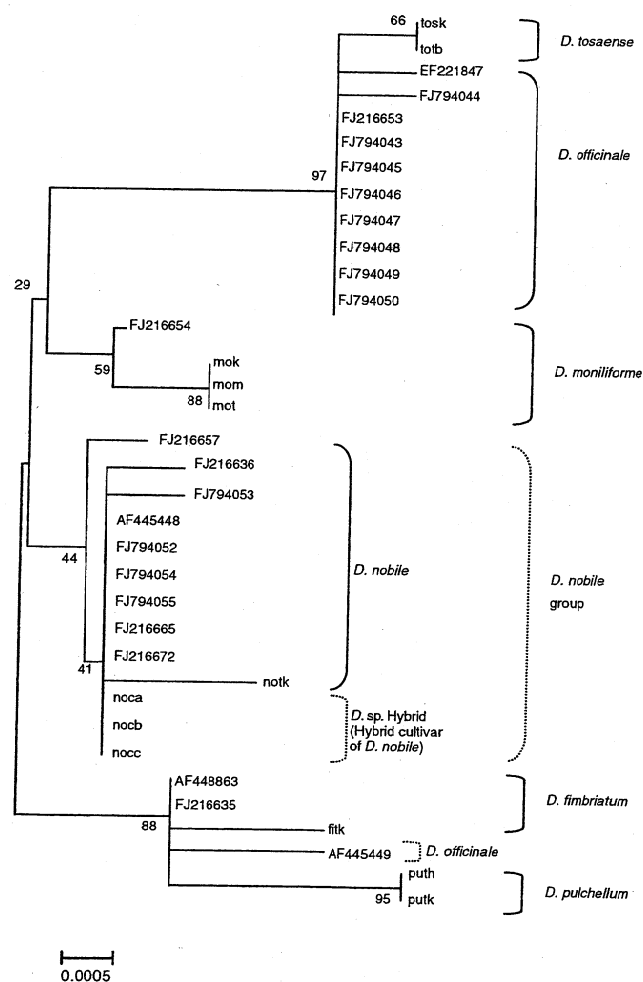 66
tosk
totb
D. tosaense
EF221847
FJ794044
FJ216653
FJ794043
FJ794045
D. officinale
97
FJ794046
FJ794047
FJ794048
FJ794049
FJ794050
29
FJ216654
59
mok
mom
mot
88
D. moniliforme
FJ216657
FJ216636
FJ794053
AF445448
FJ794052
44
FJ794054
FJ794055
FJ216665
FJ216672
41
notk
D. nobile
D. nobile
group
noca
nocb
nocc
D. sp. Hybrid
(Hybrid cultivar
of D. nobile)
AF448863
FJ216635
88
fitk
D. fimbriatum
AF445449
D. officinale
puth
putk
95
D. pulchellum
0.0005